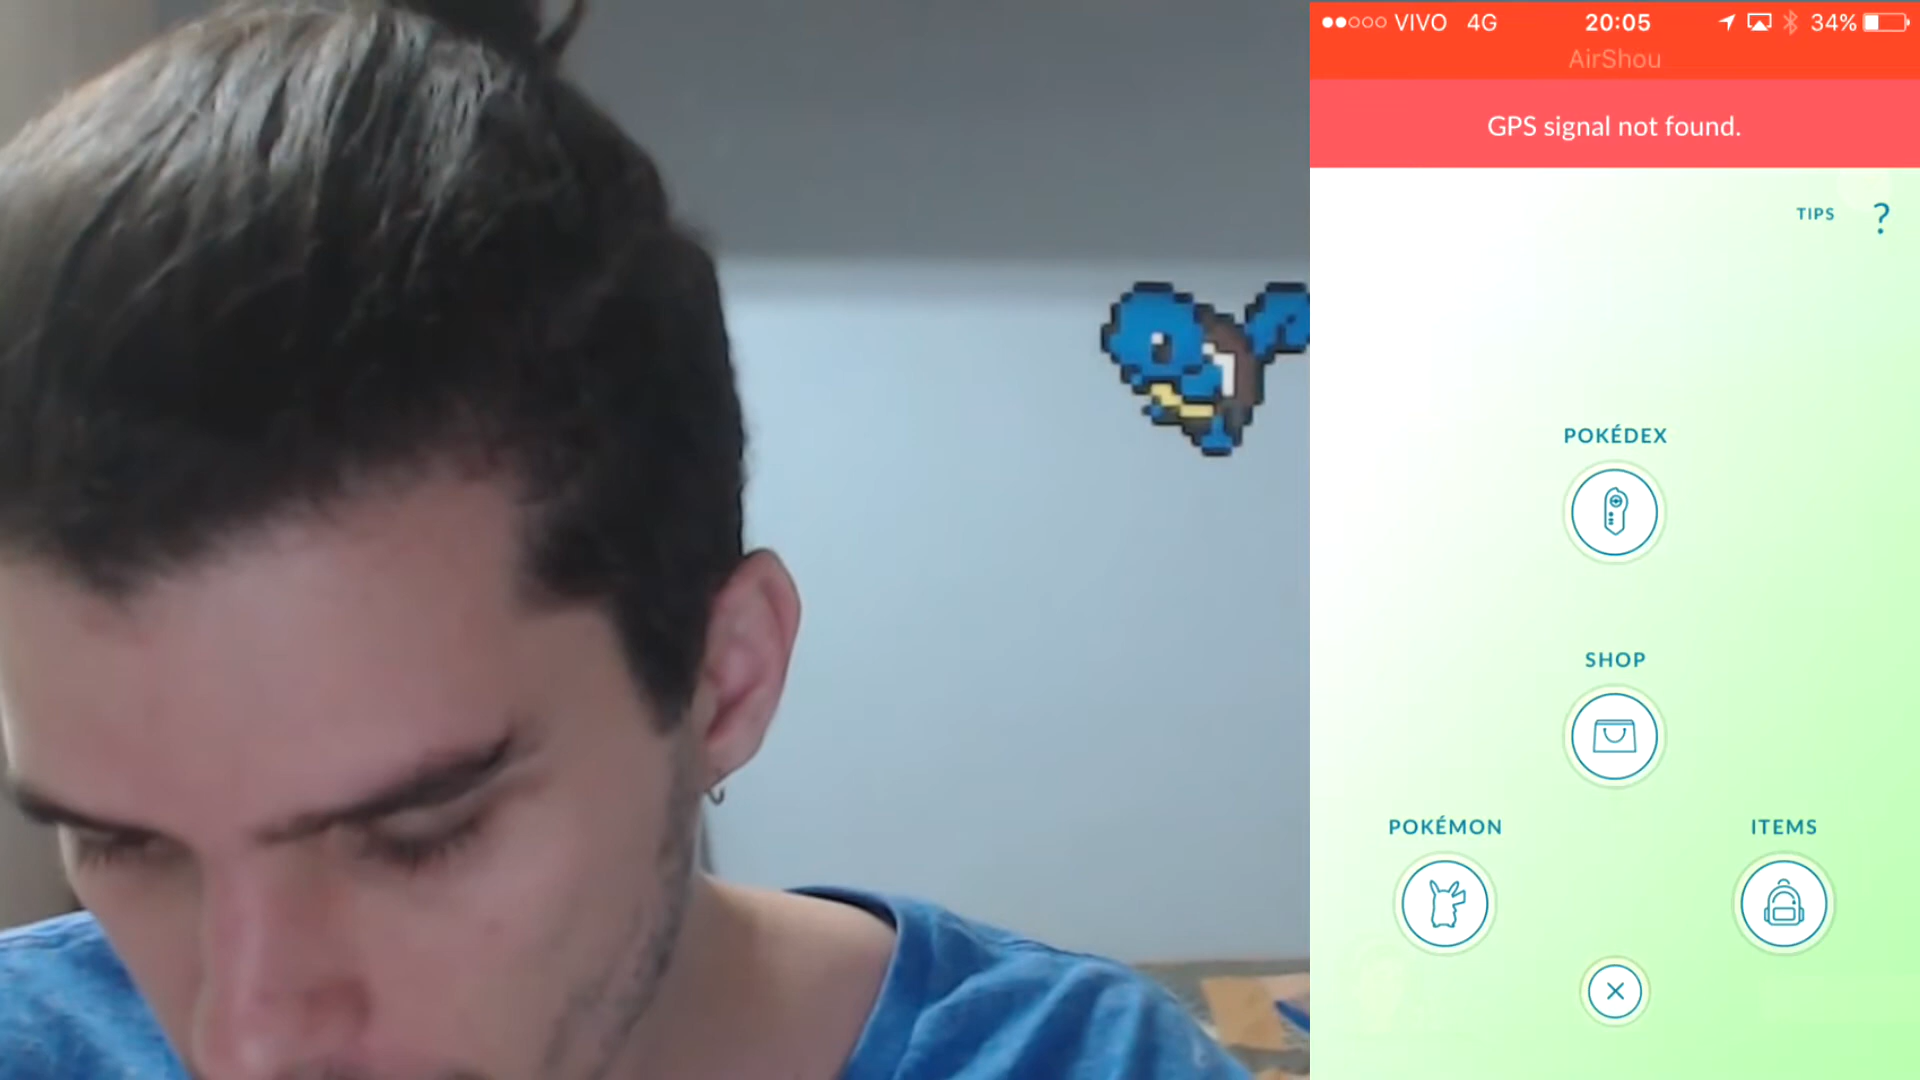 VIVO 4G 20:05 34%
AirShou
GPS signal not found.
TIPS ?
POKÉDEX
SHOP
POKÉMON ITEMS